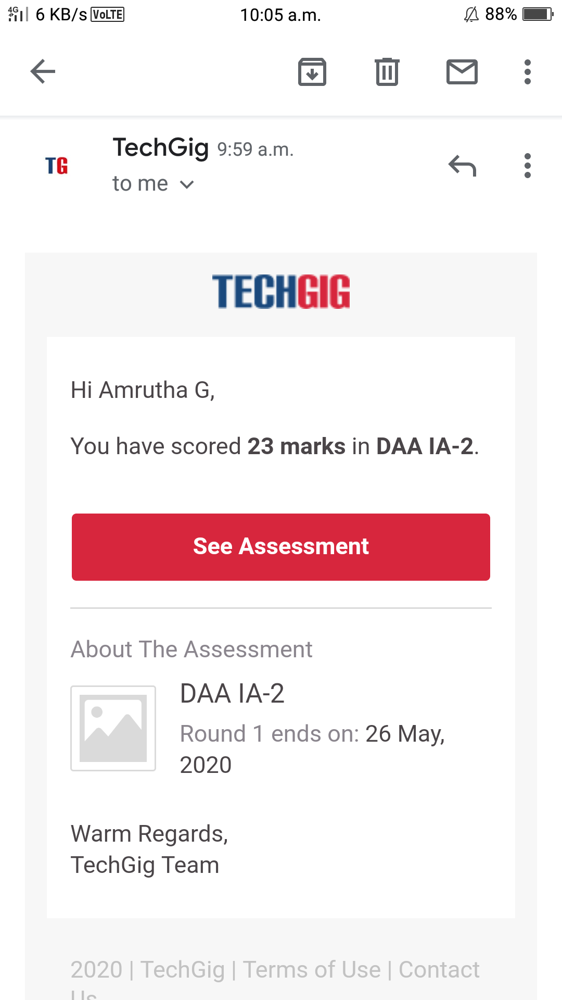 4G 6 KB/s VoLTE 10:05 a.m. 88%
TG TechGig 9:59 a.m.
to me
TECHGIG
Hi Amrutha G,
You have scored 23 marks in DAA IA-2.
See Assessment
About The Assessment
DAA IA-2
Round 1 ends on: 26 May,
2020
Warm Regards,
TechGig Team
2020 | TechGig | Terms of Use | Contact
Us